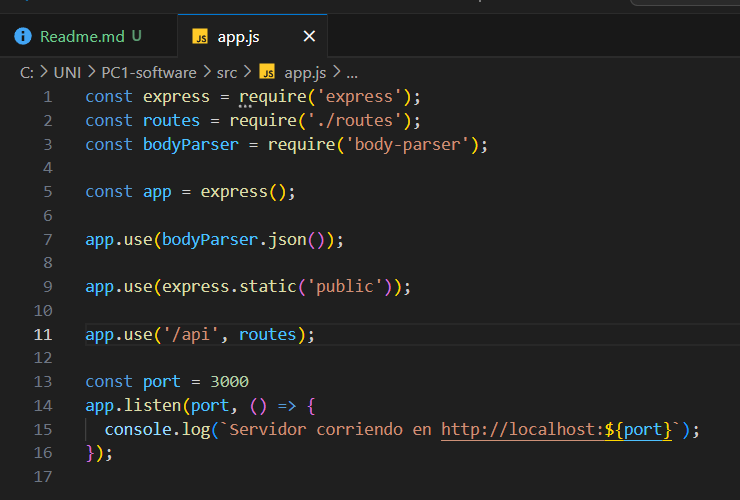 Readme.md U
JS app.js ×
C: > UNI > PC1-software > src > JS app.js > ...
1 const express = require('express');
2 const routes = require('./routes');
3 const bodyParser = require('body-parser');
4
5 const app = express();
6
7 app.use(bodyParser.json());
8
9 app.use(express.static('public'));
10
11 app.use('/api', routes);
12
13 const port = 3000
14 app.listen(port, () => {
15 console.log(`Servidor corriendo en http://localhost:${port}`);
16 });
17